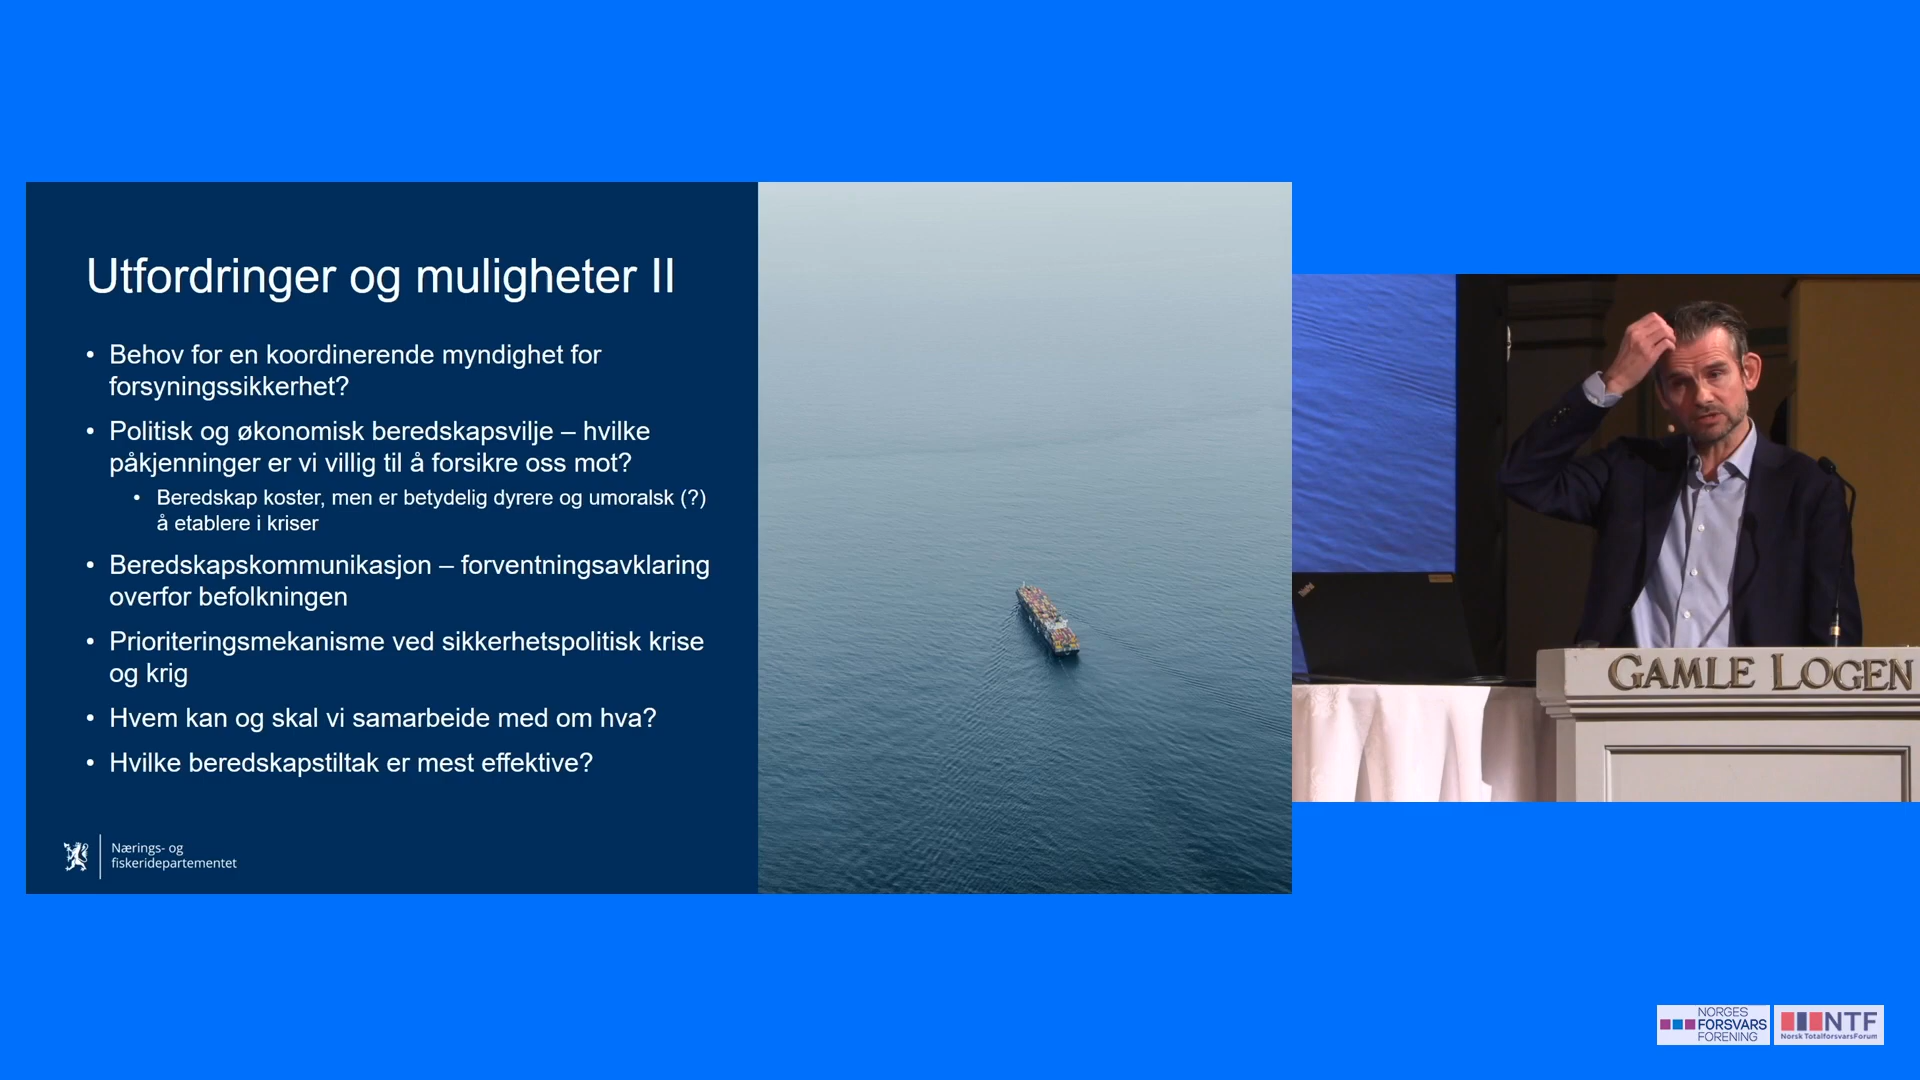 Utfordringer og muligheter II
• Behov for en koordinerende myndighet for
forsyningssikkerhet?
• Politisk og økonomisk beredskapsvilje – hvilke
påkjenninger er vi villig til å forsikre oss mot?
• Beredskap koster, men er betydelig dyrere og umoralsk (?)
å etablere i kriser
• Beredskapskommunikasjon – forventningsavklaring
overfor befolkningen
• Prioriteringsmekanisme ved sikkerhetspolitisk krise
og krig
• Hvem kan og skal vi samarbeide med om hva?
• Hvilke beredskapstiltak er mest effektive?
Nærings- og
fiskeridepartementet
GAMLE LOGEN
NORGES
FORSVARS
FORENING
NTF
Norsk TotalforsvarsForum